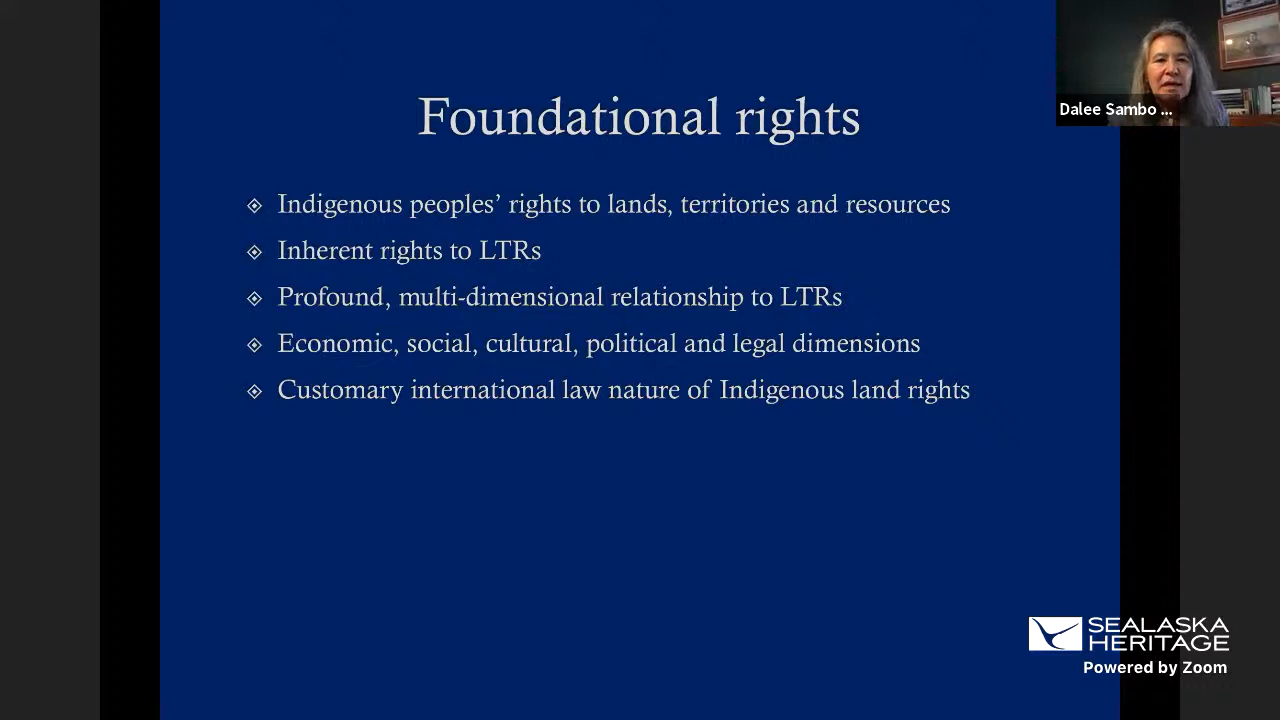 Foundational rights
Indigenous peoples’ rights to lands, territories and resources
Inherent rights to LTRs
Profound, multi-dimensional relationship to LTRs
Economic, social, cultural, political and legal dimensions
Customary international law nature of Indigenous land rights
Dalee Sambo ...
SEALASKA
HERITAGE
Powered by Zoom